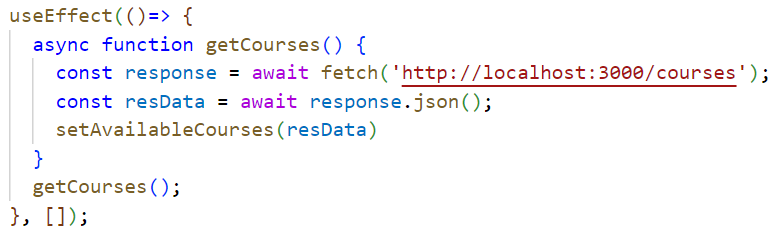 useEffect(()=> {
  async function getCourses() {
    const response = await fetch('http://localhost:3000/courses');
    const resData = await response.json();
    setAvailableCourses(resData)
  }
  getCourses();
}, []);